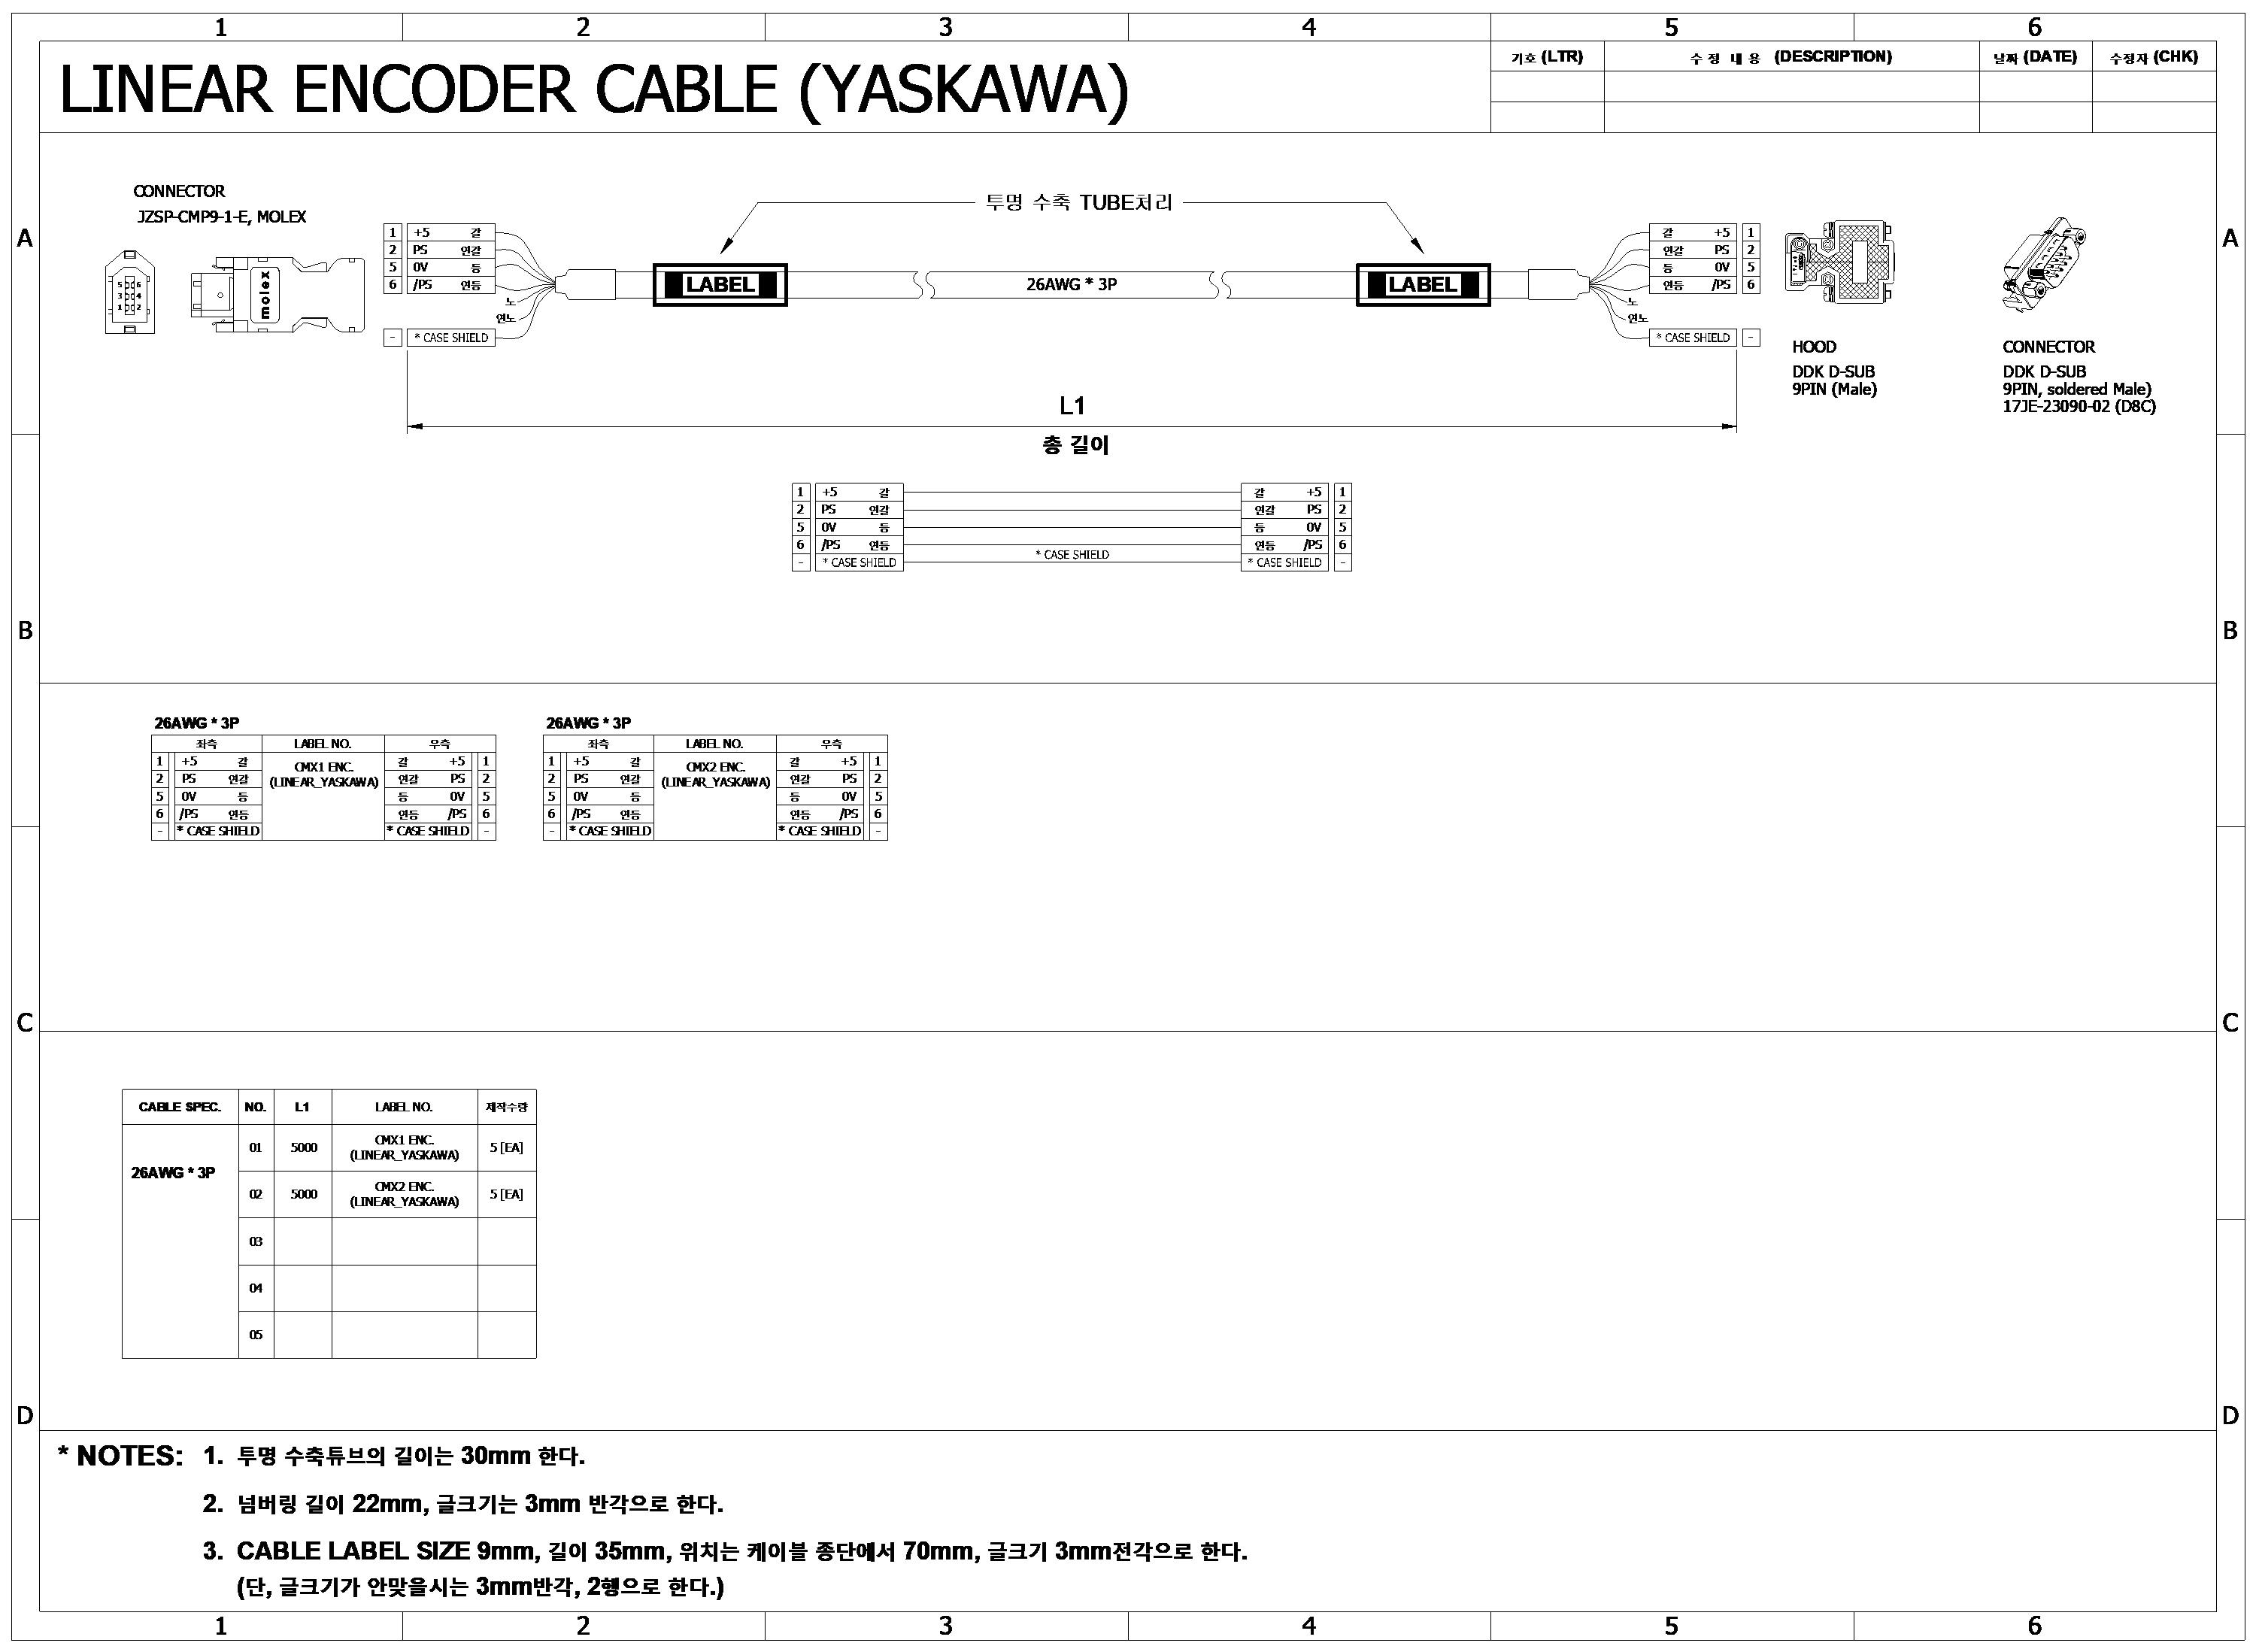 1 2 3 4 5 6
LINEAR ENCODER CABLE (YASKAWA)
기호 (LTR) 수 정 내 용 (DESCRIPTION) 날짜 (DATE) 수정자 (CHK)
A A
CONNECTOR
JZSP-CMP9-1-E, MOLEX
5 6
3 4
1 2
molex
1 +5 갈
2 PS 연갈
5 0V 등
6 /PS 연등
노
연노
- * CASE SHIELD
투명 수축 TUBE처리
LABEL
26AWG * 3P
LABEL
갈 +5 1
연갈 PS 2
등 0V 5
연등 /PS 6
노
연노
* CASE SHIELD -
HOOD
DDK D-SUB
9PIN (Male)
CONNECTOR
DDK D-SUB
9PIN, soldered Male)
17JE-23090-02 (D8C)
L1
총 길이
1 +5 갈 갈 +5 1
2 PS 연갈 연갈 PS 2
5 0V 등 등 0V 5
6 /PS 연등 연등 /PS 6
* CASE SHIELD
- * CASE SHIELD * CASE SHIELD -
B B
26AWG * 3P
좌측 LABEL NO. 우측
1 +5 갈 CMX1 ENC. 갈 +5 1
2 PS 연갈 (LINEAR_YASKAWA) 연갈 PS 2
5 0V 등 등 0V 5
6 /PS 연등 연등 /PS 6
- * CASE SHIELD * CASE SHIELD -
26AWG * 3P
좌측 LABEL NO. 우측
1 +5 갈 CMX2 ENC. 갈 +5 1
2 PS 연갈 (LINEAR_YASKAWA) 연갈 PS 2
5 0V 등 등 0V 5
6 /PS 연등 연등 /PS 6
- * CASE SHIELD * CASE SHIELD -
C C
CABLE SPEC. NO. L1 LABEL NO. 제작수량
26AWG * 3P
01 5000 CMX1 ENC. (LINEAR_YASKAWA) 5 [EA]
02 5000 CMX2 ENC. (LINEAR_YASKAWA) 5 [EA]
03
04
05
D D
* NOTES: 1. 투명 수축튜브의 길이는 30mm 한다.
2. 넘버링 길이 22mm, 글크기는 3mm 반각으로 한다.
3. CABLE LABEL SIZE 9mm, 길이 35mm, 위치는 케이블 종단에서 70mm, 글크기 3mm전각으로 한다.
(단, 글크기가 안맞을시는 3mm반각, 2행으로 한다.)
1 2 3 4 5 6